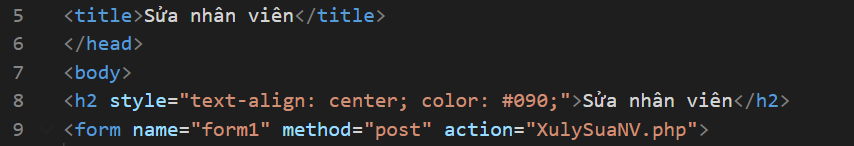 5 <title>Sửa nhân viên</title>
6 </head>
7 <body>
8 <h2 style="text-align: center; color: #090;">Sửa nhân viên</h2>
9 <form name="form1" method="post" action="XulySuaNV.php">